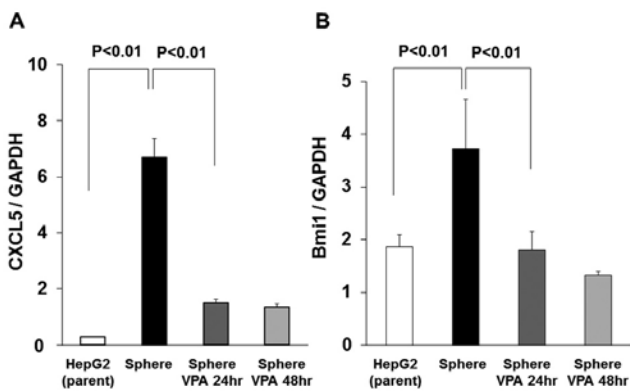 A
P<0.01 P<0.01
CXCL5 / GAPDH
10
8
6
4
2
0
HepG2 (parent)
Sphere
Sphere VPA 24hr
Sphere VPA 48hr
B
P<0.01 P<0.01
Bmi1 / GAPDH
5
4
3
2
1
0
HepG2 (parent)
Sphere
Sphere VPA 24hr
Sphere VPA 48hr